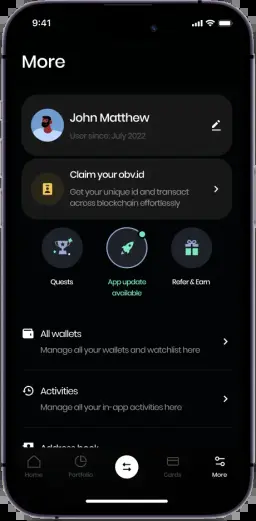 9:41
More
John Matthew
User since: July 2022
Claim your obv.id
Get your unique id and transact
across blockchain effortlessly
Quests
App update
available
Refer & Earn
All wallets
Manage all your wallets and watchlist here
Activities
Manage all your in-app activities here
Address book
Home
Portfolio
Cards
More